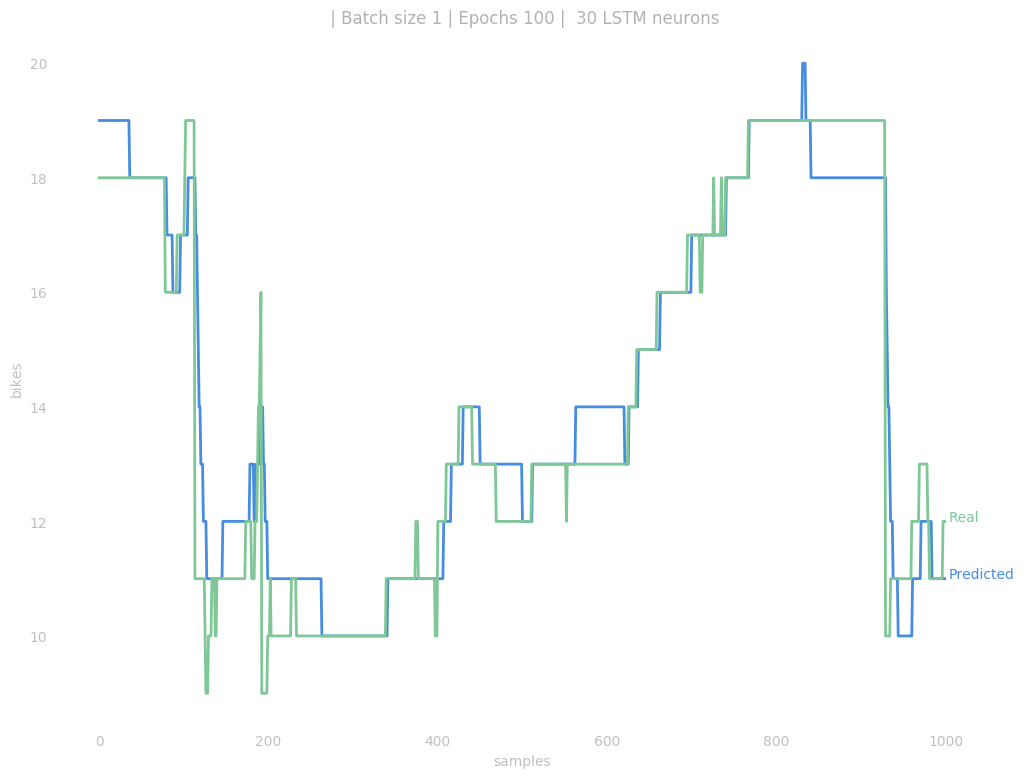 | Batch size 1 | Epochs 100 |  30 LSTM neurons
20
18
16
14
12
10
bikes
Real
Predicted
0 200 400 600 800 1000
samples